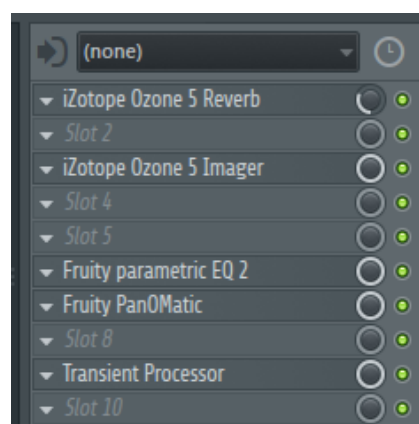 (none)
iZotope Ozone 5 Reverb
Slot 2
iZotope Ozone 5 Imager
Slot 4
Slot 5
Fruity parametric EQ 2
Fruity PanOMatic
Slot 8
Transient Processor
Slot 10